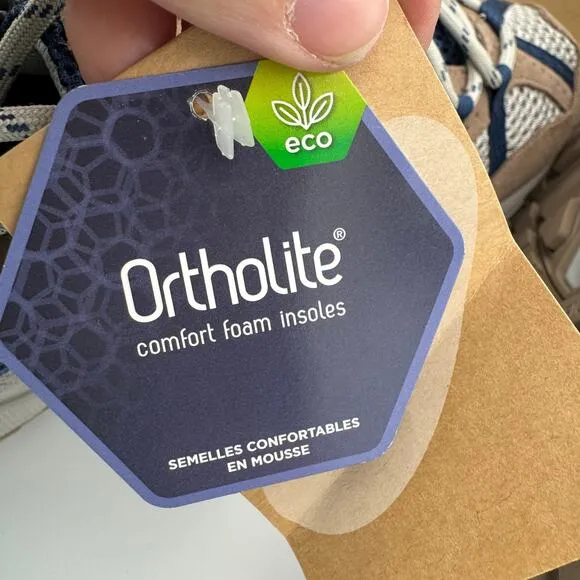 eco
Ortholite®
comfort foam insoles
SEMELLES CONFORTABLES
EN MOUSSE